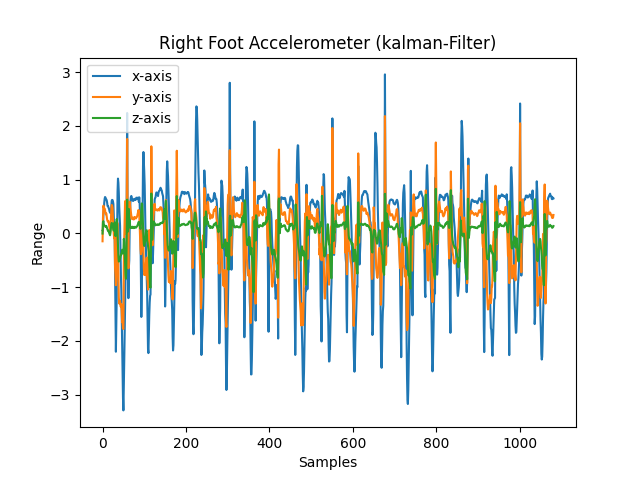 Right Foot Accelerometer (kalman-Filter)
x-axis
y-axis
z-axis
3
2
1
0
−1
−2
−3
Range
0 200 400 600 800 1000
Samples